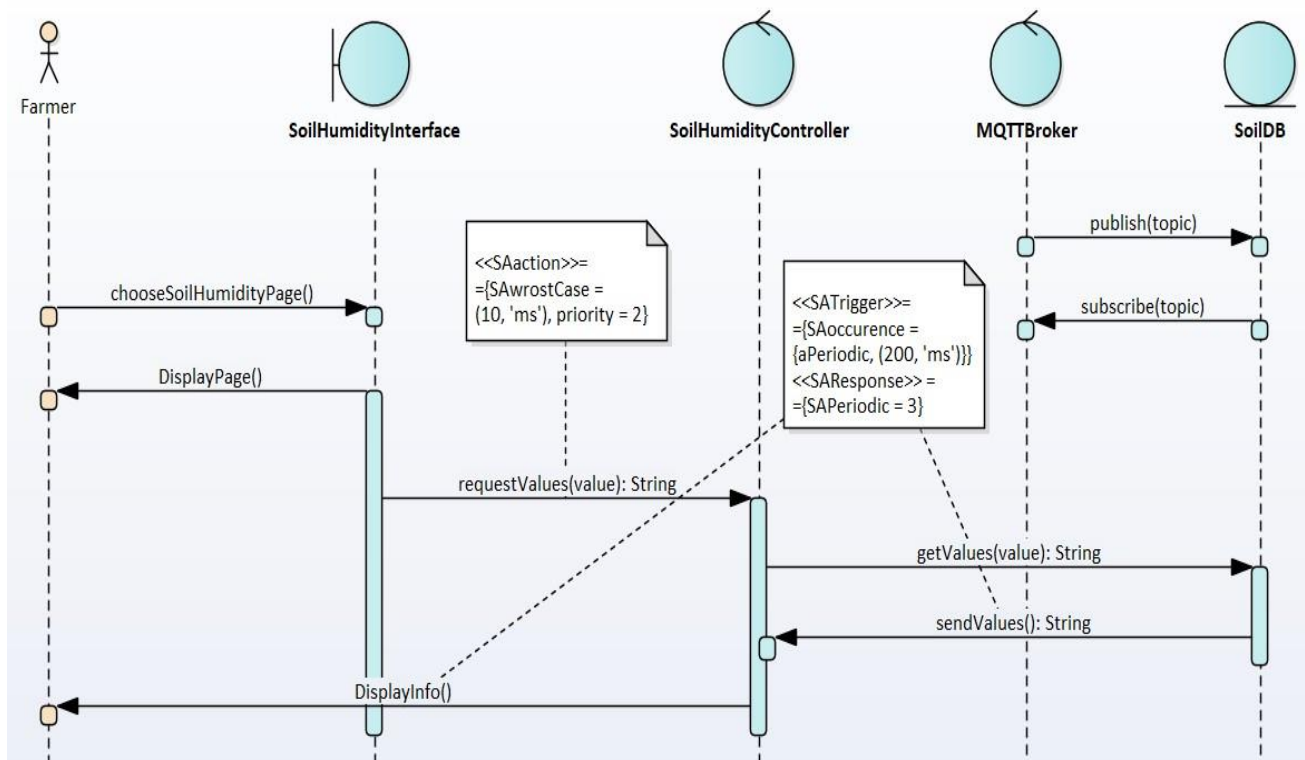 Farmer
SoilHumidityInterface
SoilHumidityController
MQTTBroker
SoilDB
publish(topic)
<<SAaction>>=
={SAwrostCase =
(10, 'ms'), priority = 2}
<<SATrigger>>=
={SAoccurence =
{aPeriodic, (200, 'ms')}}
<<SAResponse>> =
={SAPeriodic = 3}
chooseSoilHumidityPage()
subscribe(topic)
DisplayPage()
requestValues(value): String
getValues(value): String
sendValues(): String
DisplayInfo()